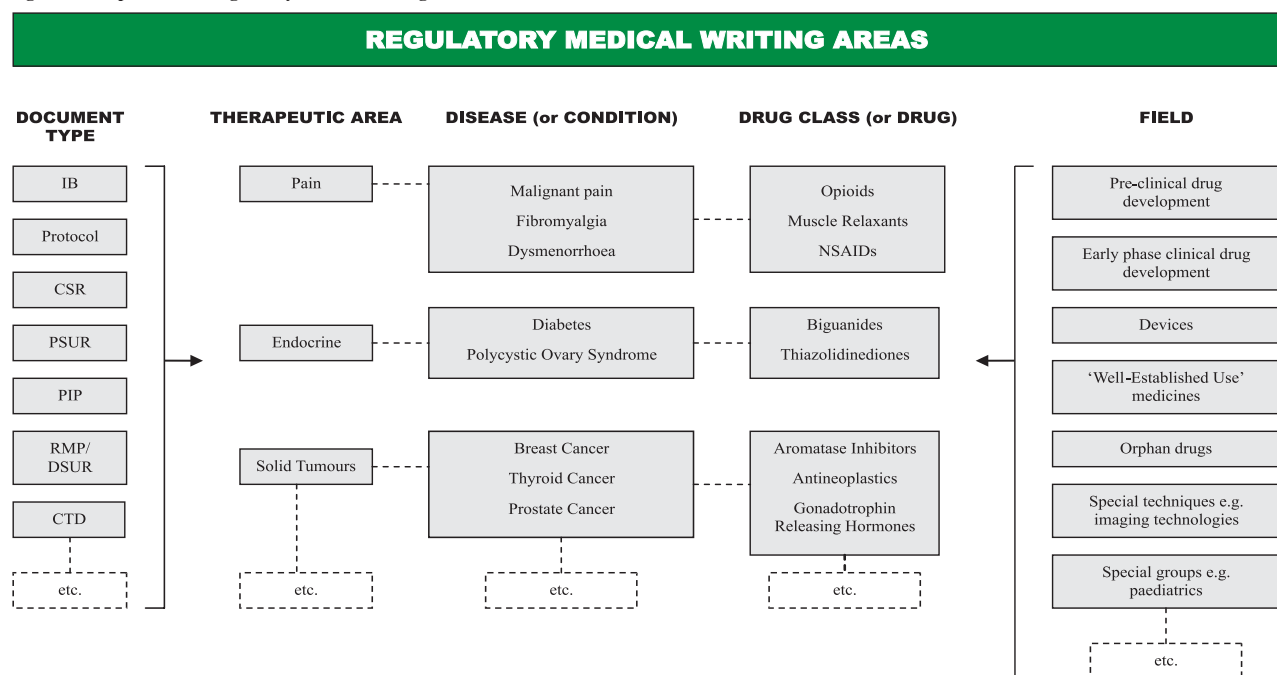 REGULATORY MEDICAL WRITING AREAS
DOCUMENT
TYPE
IB
Protocol
CSR
PSUR
PIP
RMP/
DSUR
CTD
etc.
THERAPEUTIC AREA
Pain
Endocrine
Solid Tumours
etc.
DISEASE (or CONDITION)
Malignant pain
Fibromyalgia
Dysmenorrhoea
Diabetes
Polycystic Ovary Syndrome
Breast Cancer
Thyroid Cancer
Prostate Cancer
etc.
DRUG CLASS (or DRUG)
Opioids
Muscle Relaxants
NSAIDs
Biguanides
Thiazolidinediones
Aromatase Inhibitors
Antineoplastics
Gonadotrophin
Releasing Hormones
etc.
FIELD
Pre-clinical drug
development
Early phase clinical drug
development
Devices
‘Well-Established Use’
medicines
Orphan drugs
Special techniques e.g.
imaging technologies
Special groups e.g.
paediatrics
etc.